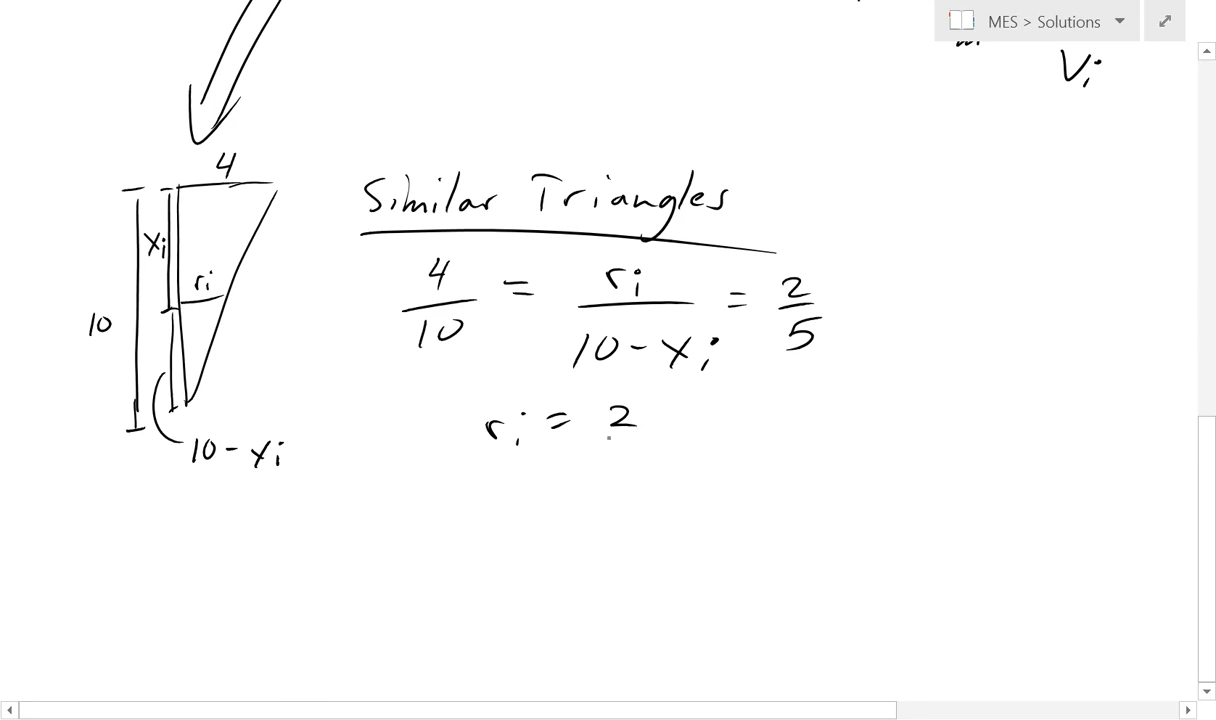 MES > Solutions
Vi
4
Similar Triangles
xi
ri
10
4/10 = ri/(10-xi) = 2/5
ri = 2
10-xi